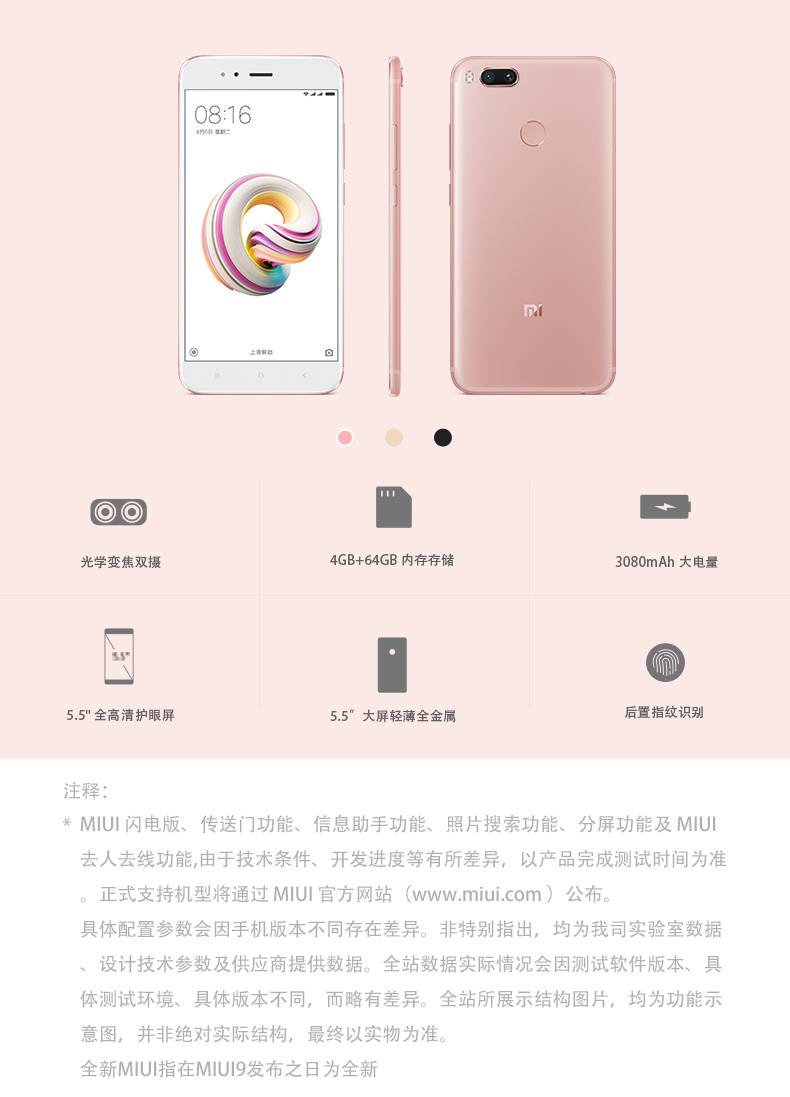 08:16
4月6日 星期二
上滑解锁
mi
光学变焦双摄
4GB+64GB 内存存储
3080mAh 大电量
5.5"
5.5" 全高清护眼屏
5.5″ 大屏轻薄全金属
后置指纹识别
注释：
* MIUI 闪电版、传送门功能、信息助手功能、照片搜索功能、分屏功能及 MIUI
去人去线功能,由于技术条件、开发进度等有所差异，以产品完成测试时间为准
。正式支持机型将通过 MIUI 官方网站（www.miui.com ）公布。
具体配置参数会因手机版本不同存在差异。非特别指出，均为我司实验室数据
、设计技术参数及供应商提供数据。全站数据实际情况会因测试软件版本、具
体测试环境、具体版本不同，而略有差异。全站所展示结构图片，均为功能示
意图，并非绝对实际结构，最终以实物为准。
全新MIUI指在MIUI9发布之日为全新